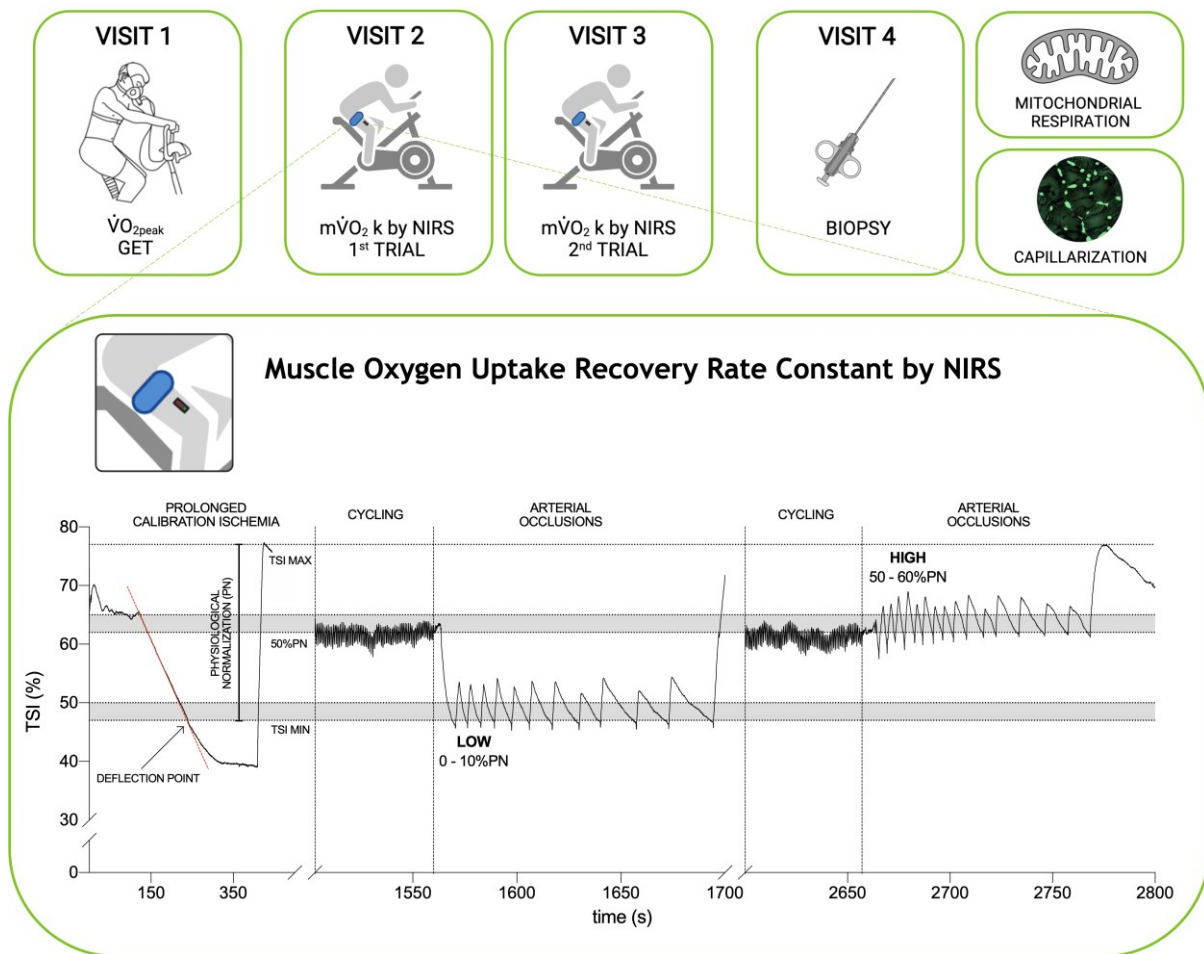 VISIT 1
V̇O2peak
GET
VISIT 2
mV̇O2 k by NIRS
1st TRIAL
VISIT 3
mV̇O2 k by NIRS
2nd TRIAL
VISIT 4
BIOPSY
MITOCHONDRIAL
RESPIRATION
CAPILLARIZATION
Muscle Oxygen Uptake Recovery Rate Constant by NIRS
PROLONGED
CALIBRATION ISCHEMIA
CYCLING
ARTERIAL
OCCLUSIONS
CYCLING
ARTERIAL
OCCLUSIONS
TSI (%)
80
70
60
50
40
30
0
PHYSIOLOGICAL
NORMALIZATION (PN)
TSI MAX
50%PN
TSI MIN
DEFLECTION POINT
LOW
0 - 10%PN
HIGH
50 - 60%PN
150
350
1550
1600
1650
1700
2650
2700
2750
2800
time (s)